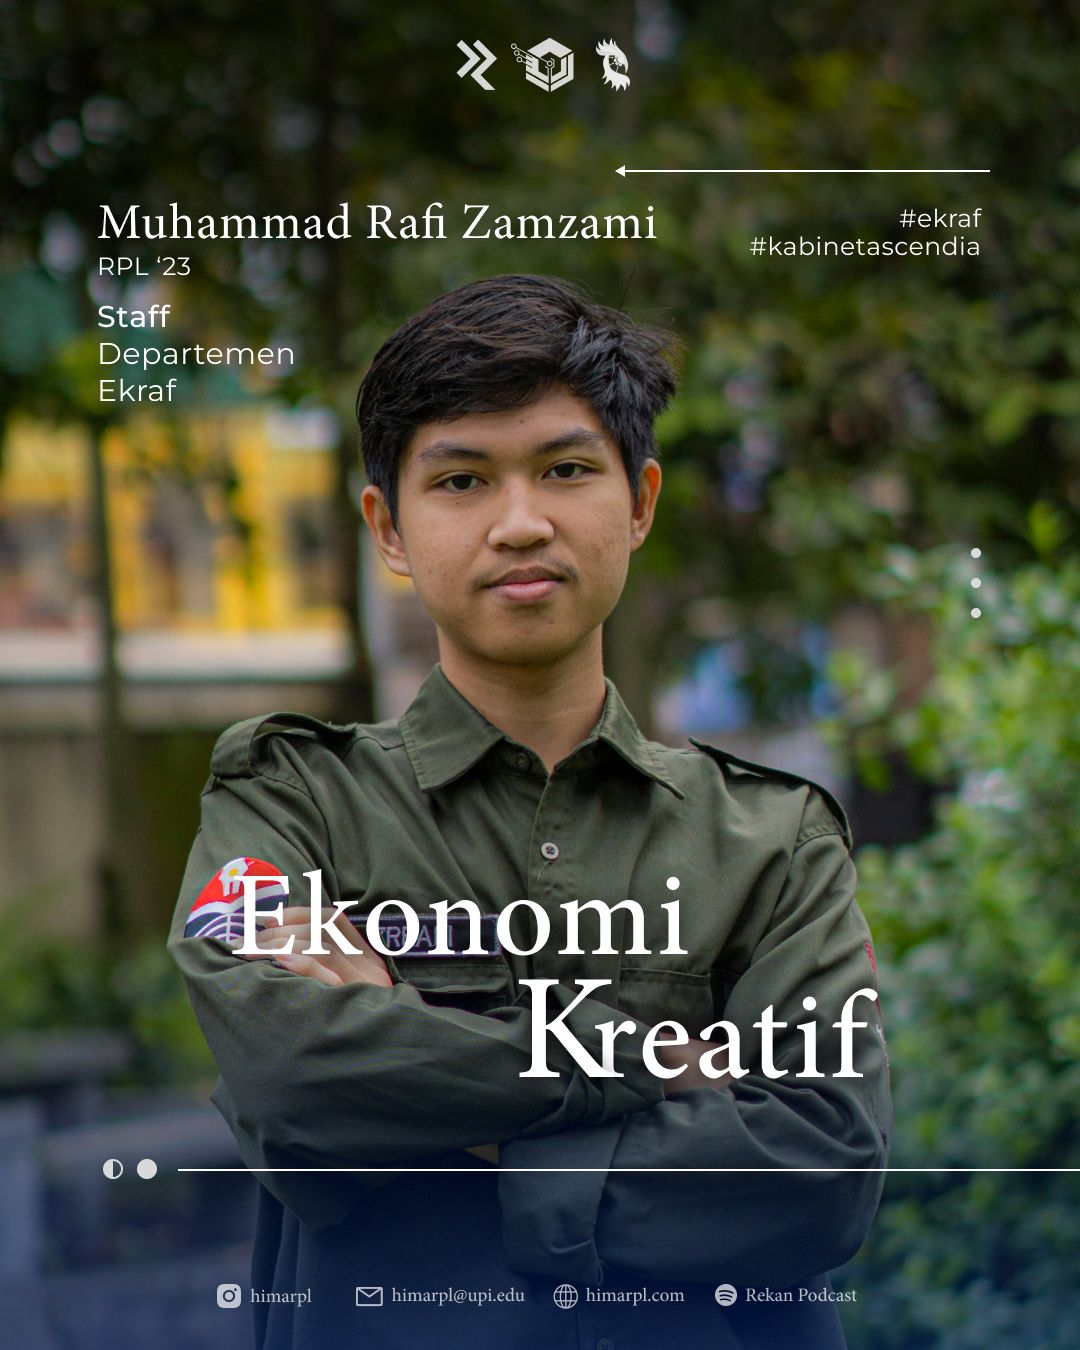 Muhammad Rafi Zamzami
RPL ‘23
Staff
Departemen
Ekraf
#ekraf
#kabinetascendia
Ekonomi
Kreatif
himarpl
himarpl@upi.edu
himarpl.com
Rekan Podcast